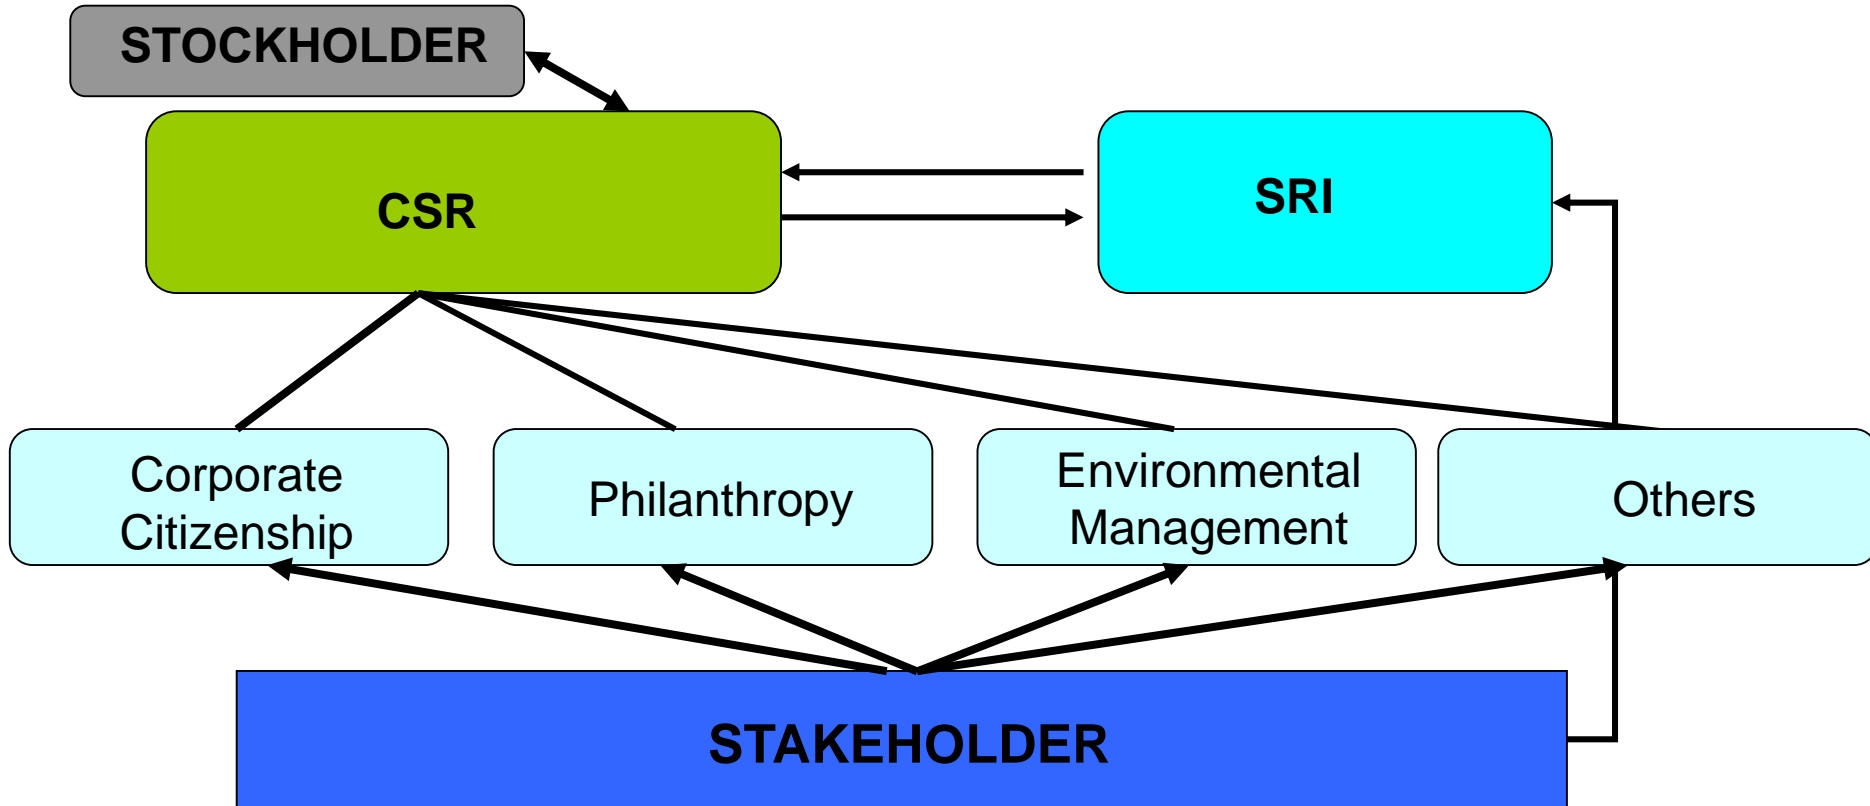 STOCKHOLDER
CSR
SRI
Corporate
Citizenship
Philanthropy
Environmental
Management
Others
STAKEHOLDER